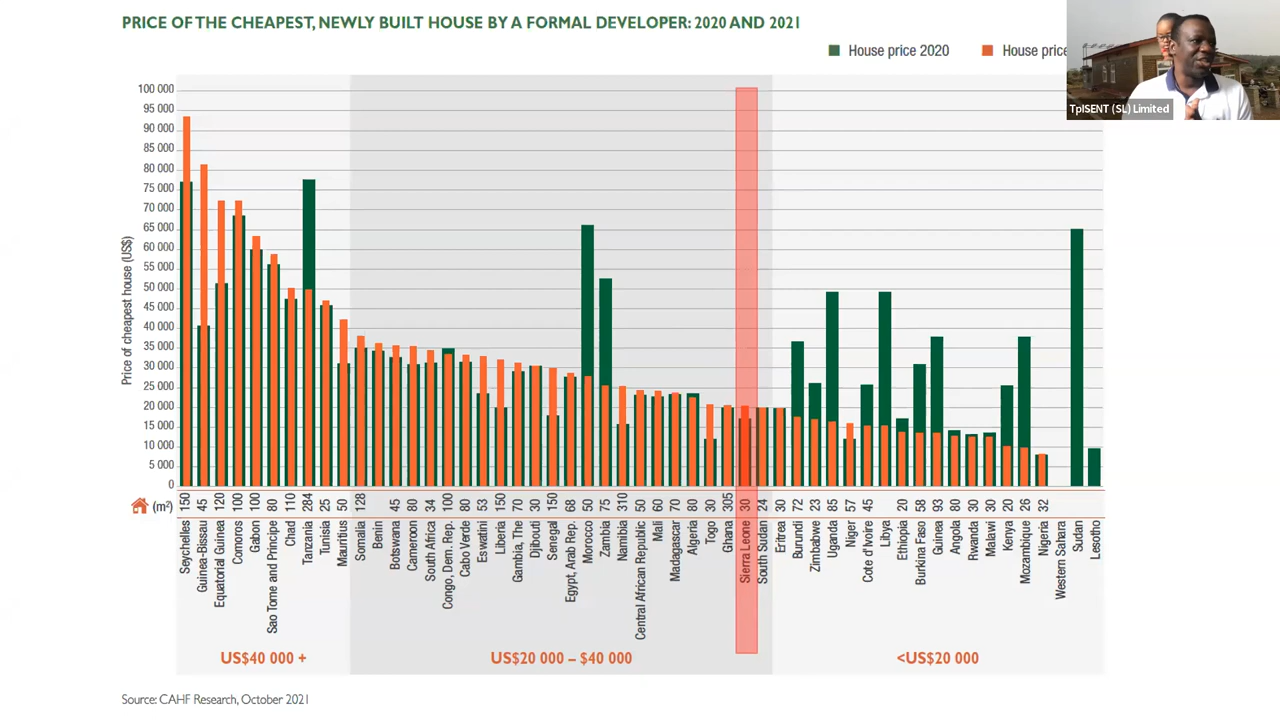 PRICE OF THE CHEAPEST, NEWLY BUILT HOUSE BY A FORMAL DEVELOPER: 2020 AND 2021
House price 2020
House price
TpISENT (SL) Limited
Price of cheapest house (US$)
100 000
95 000
90 000
85 000
80 000
75 000
70 000
65 000
60 000
55 000
50 000
45 000
40 000
35 000
30 000
25 000
20 000
15 000
10 000
5 000
0
(m²)
150 45 120 100 100 80 110 284 25 50 128 30 45 80 34 100 80 53 150 70 30 150 68 50 75 310 50 60 70 80 30 305 30 24 30 72 23 85 57 45 20 58 93 80 30 30 20 26 32
Seychelles
Guinea-Bissau
Equatorial Guinea
Comoros
Gabon
Sao Tome and Principe
Chad
Tanzania
Tunisia
Mauritius
Somalia
Benin
Botswana
Cameroon
South Africa
Congo, Dem. Rep.
Cabo Verde
Eswatini
Liberia
Gambia, The
Djibouti
Senegal
Egypt, Arab Rep.
Morocco
Zambia
Namibia
Central African Republic
Mali
Madagascar
Algeria
Togo
Ghana
Sierra Leone
South Sudan
Eritrea
Burundi
Zimbabwe
Uganda
Niger
Cote d'Ivoire
Libya
Ethiopia
Burkina Faso
Guinea
Angola
Rwanda
Malawi
Kenya
Mozambique
Nigeria
Western Sahara
Sudan
Lesotho
US$40 000 +
US$20 000 – $40 000
<US$20 000
Source: CAHF Research, October 2021